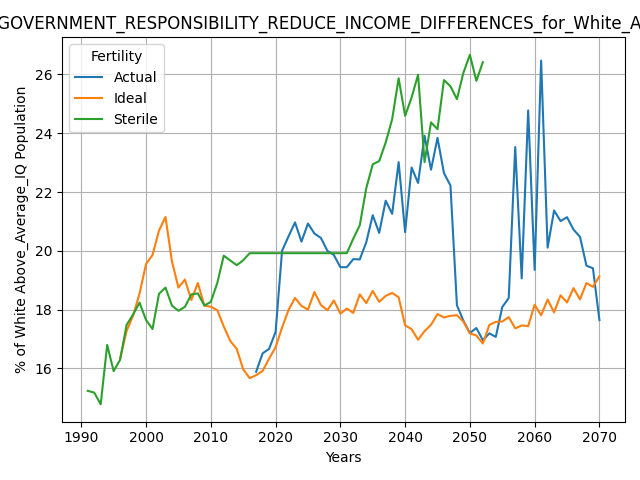 GOVERNMENT_RESPONSIBILITY_REDUCE_INCOME_DIFFERENCES_for_White_A
Fertility
Actual
Ideal
Sterile
% of White Above_Average_IQ Population
26
24
22
20
18
16
1990 2000 2010 2020 2030 2040 2050 2060 2070
Years